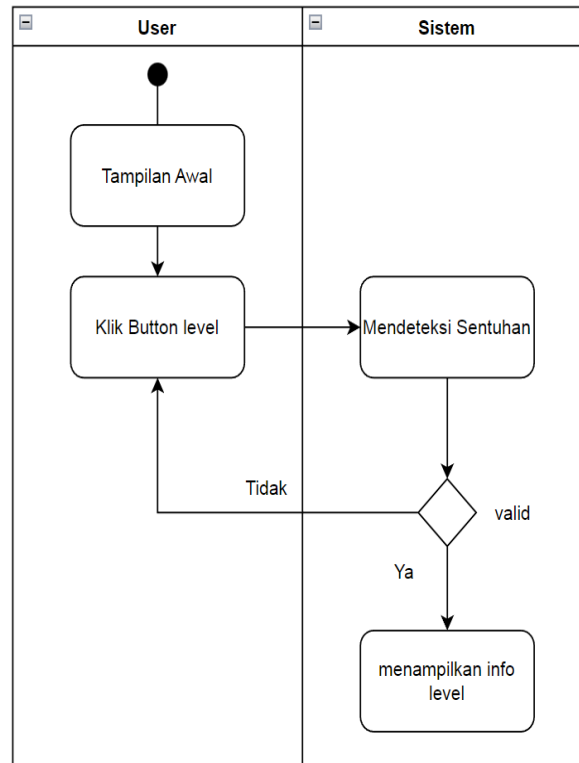 User
Sistem
Tampilan Awal
Klik Button level
Mendeteksi Sentuhan
Tidak
valid
Ya
menampilkan info
level